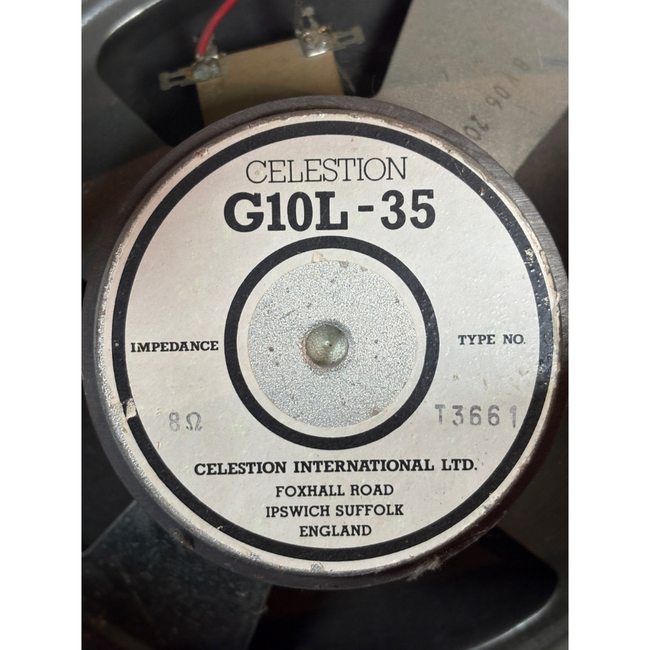 CELESTION
G10L-35
IMPEDANCE
TYPE NO.
8Ω
T3661
CELESTION INTERNATIONAL LTD.
FOXHALL ROAD
IPSWICH SUFFOLK
ENGLAND